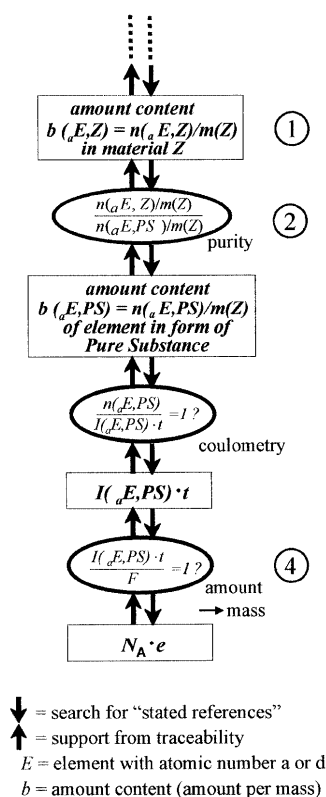 amount content
b (ₐE,Z) = n(ₐE,Z)/m(Z)
in material Z
1
n(ₐE, Z)/m(Z)
n(ₐE,PS )/m(Z)
2
purity
amount content
b (ₐE,PS) = n(ₐE,PS)/m(Z)
of element in form of
Pure Substance
n(ₐE,PS)
I(ₐE,PS) · t
=1 ?
coulometry
I( ₐE,PS) · t
I(ₐE,PS) · t
F
=1 ?
4
amount
→ mass
N_A · e
↓ = search for “stated references”
↑ = support from traceability
E = element with atomic number a or d
b = amount content (amount per mass)